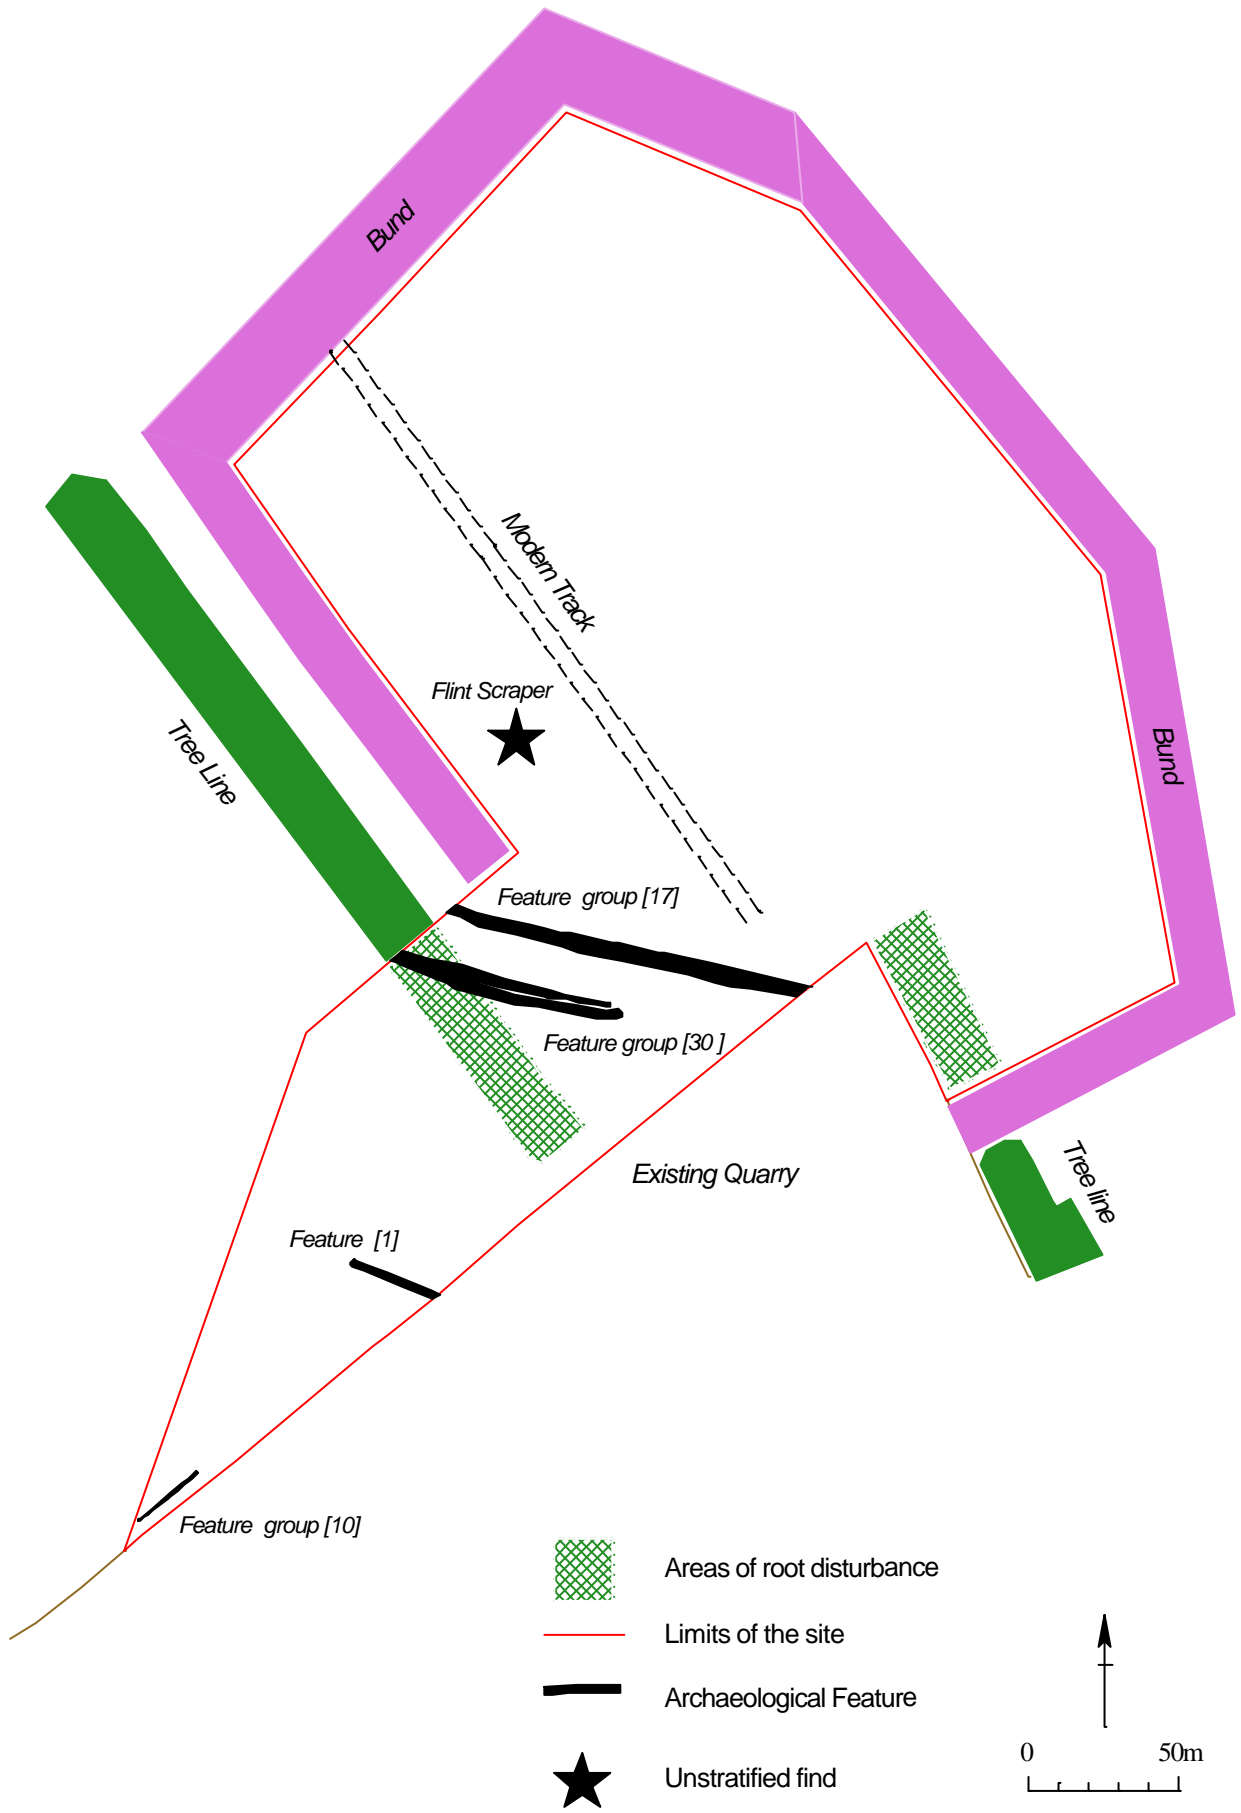 Bund
Modern Track
Flint Scraper
Tree Line
Bund
Feature group [17]
Feature group [30 ]
Existing Quarry
Tree line
Feature [1]
Feature group [10]
Areas of root disturbance
Limits of the site
Archaeological Feature
Unstratified find
0 50m